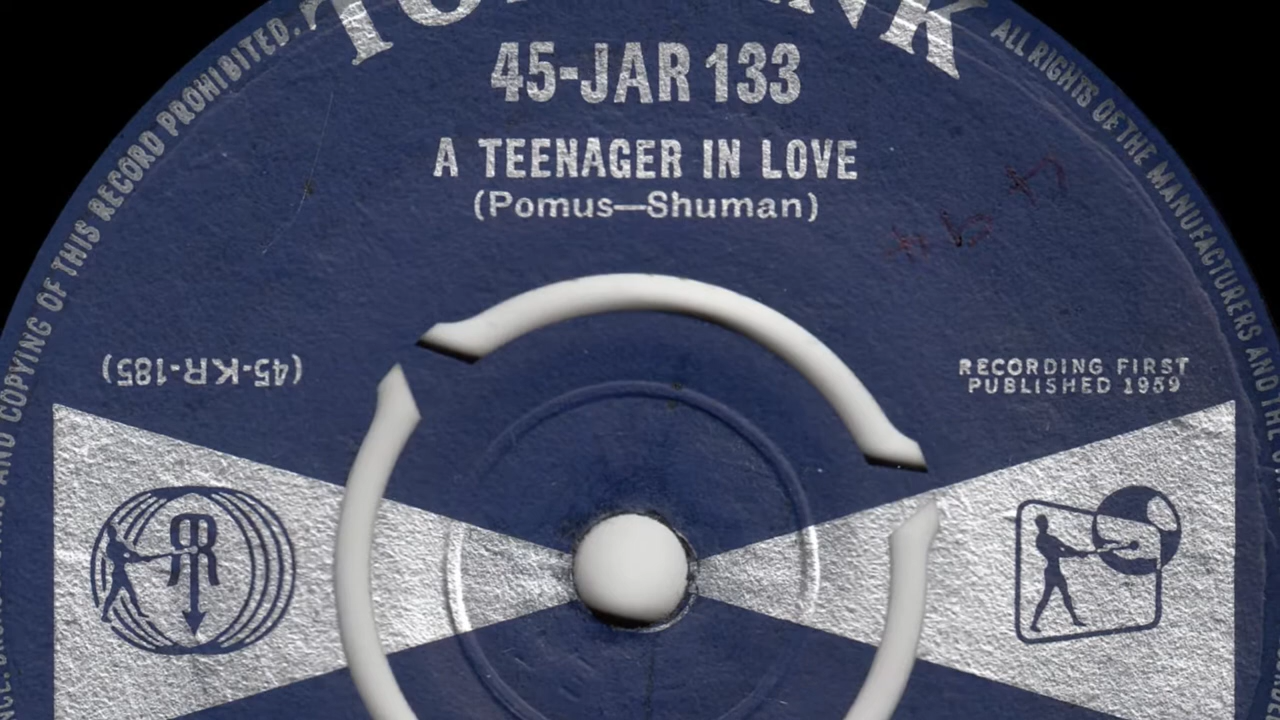 45-JAR 133
A TEENAGER IN LOVE
(Pomus—Shuman)
(45-KR-185)
RECORDING FIRST
PUBLISHED 1959
AND COPYING OF THIS RECORD PROHIBITED.
ALL RIGHTS OF THE MANUFACTURERS AND